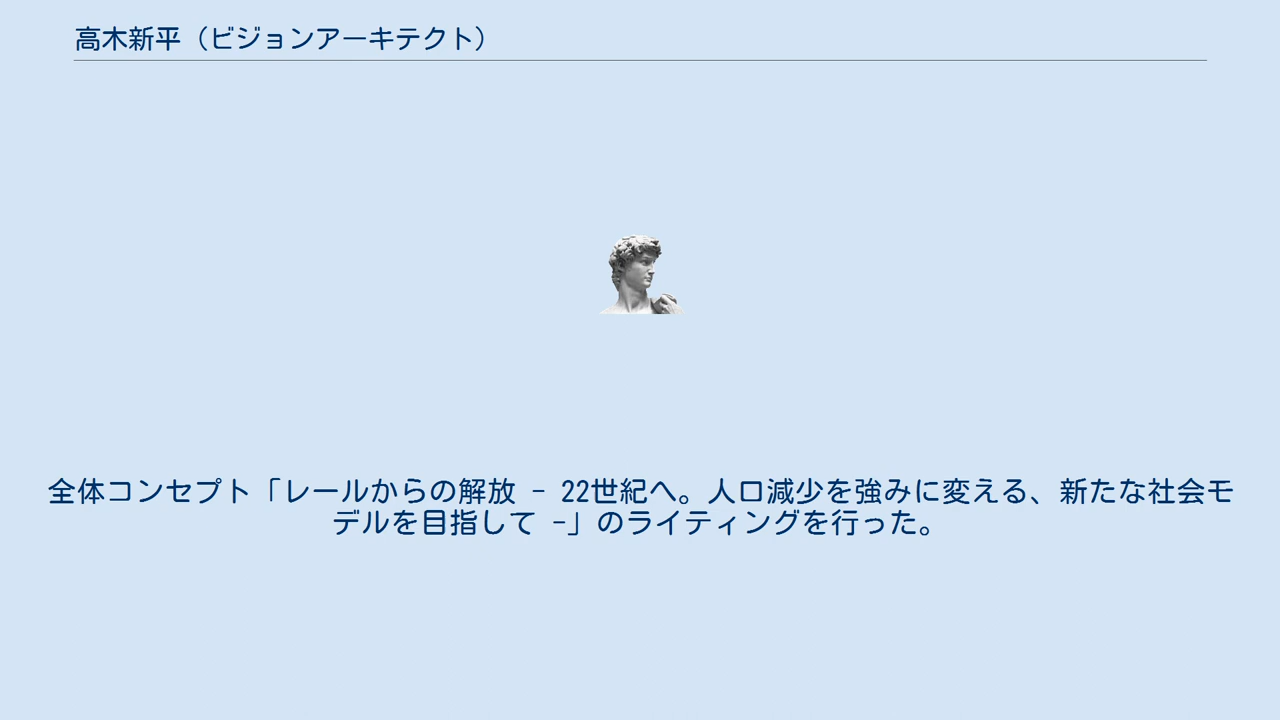 高木新平（ビジョンアーキテクト）
全体コンセプト「レールからの解放 - 22世紀へ。人口減少を強みに変える、新たな社会モ
デルを目指して -」のライティングを行った。